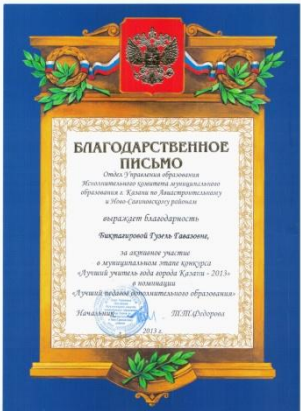 БЛАГОДАРСТВЕННОЕ
ПИСЬМО
Отдел Управления образования
Исполнительного комитета муниципального
образования г. Казани по Авиастроительному
и Ново-Савиновскому районам
выражает благодарность
Биктагировой Гузель Гавазовне,
за активное участие
в муниципальном этапе конкурса
«Лучший учитель года города Казани - 2013»
в номинации
«Лучший педагог дополнительного образования»
Начальник Т.Т.Федорова
2013 г.